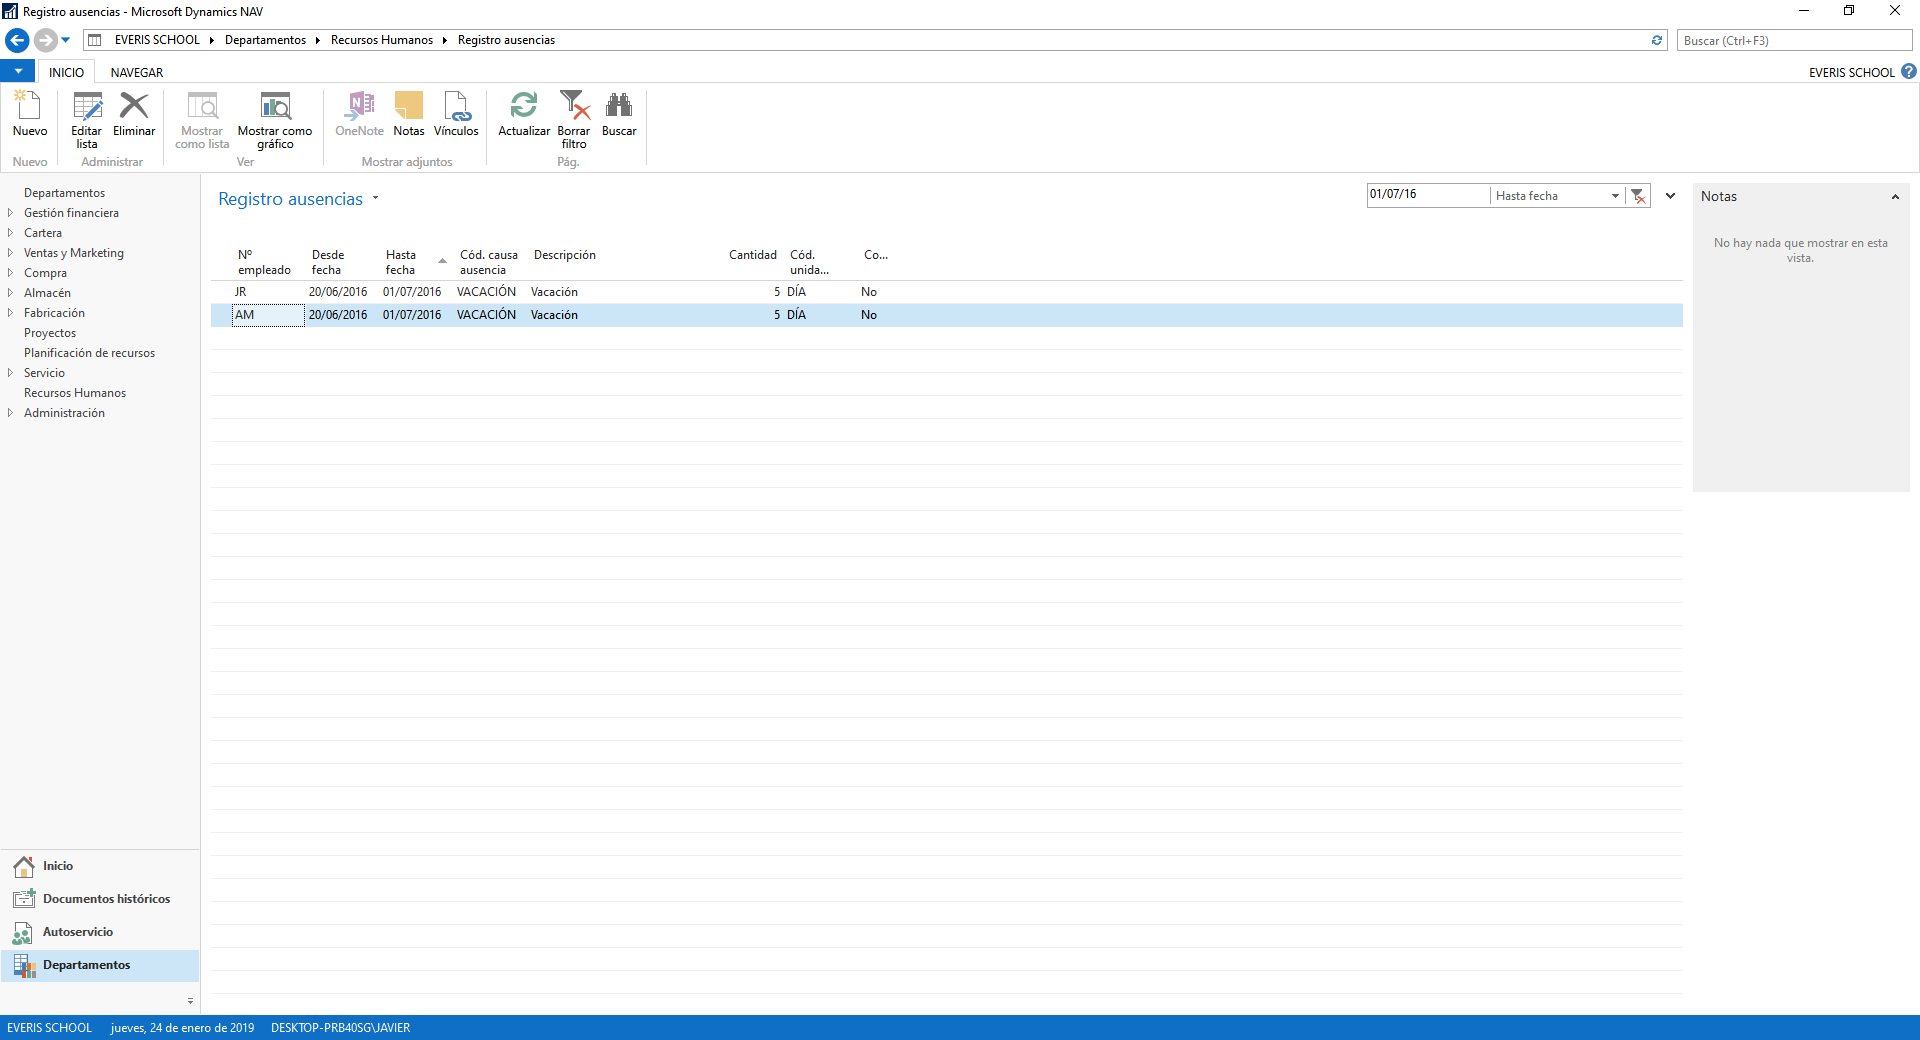 Registro ausencias - Microsoft Dynamics NAV
EVERIS SCHOOL Departamentos Recursos Humanos Registro ausencias
Buscar (Ctrl+F3)
INICIO NAVEGAR
EVERIS SCHOOL ?
Nuevo
Editar lista
Eliminar
Mostrar como lista
Mostrar como gráfico
OneNote
Notas
Vínculos
Actualizar
Borrar filtro
Buscar
Nuevo Administrar Ver Mostrar adjuntos Pág.
Departamentos
Gestión financiera
Cartera
Ventas y Marketing
Compra
Almacén
Fabricación
Proyectos
Planificación de recursos
Servicio
Recursos Humanos
Administración
Inicio
Documentos históricos
Autoservicio
Departamentos
Registro ausencias
01/07/16 Hasta fecha
Nº empleado Desde fecha Hasta fecha Cód. causa ausencia Descripción Cantidad Cód. unida... Co...
JR 20/06/2016 01/07/2016 VACACIÓN Vacación 5 DÍA No
AM 20/06/2016 01/07/2016 VACACIÓN Vacación 5 DÍA No
Notas
No hay nada que mostrar en esta
vista.
EVERIS SCHOOL jueves, 24 de enero de 2019 DESKTOP-PRB40SG\JAVIER